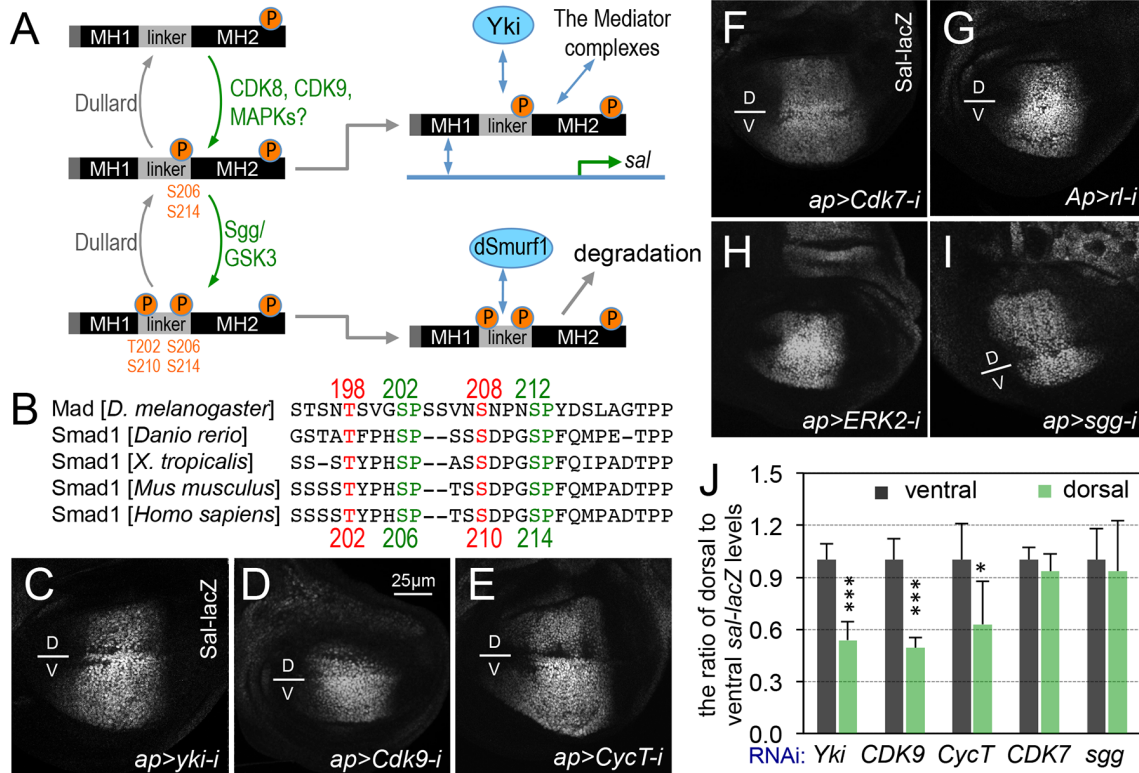 A
MH1 linker MH2 P
Dullard
CDK8, CDK9,
MAPKs?
MH1 linker MH2 P P
S206
S214
Dullard
Sgg/
GSK3
MH1 linker MH2 P P P
T202 S206
S210 S214
Yki
The Mediator
complexes
MH1 linker MH2 P P
sal
dSmurf1
degradation
MH1 linker MH2 P P P
B
198 202 208 212
Mad [D. melanogaster] STSNTSVGSPSSVNSNPNSPYDSLAGTPP
Smad1 [Danio rerio] GSTATFPHSP--SSSDPGSPFQMPE-TPP
Smad1 [X. tropicalis] SS-STYPHSP--ASSDPGSPFQIPADTPP
Smad1 [Mus musculus] SSSSTYPHSP--TSSDPGSPFQMPADTPP
Smad1 [Homo sapiens] SSSSTYPHSP--TSSDPGSPFQMPADTPP
202 206 210 214
C
Sal-lacZ
D
V
ap>yki-i
D
25μm
D
V
ap>Cdk9-i
E
D
V
ap>CycT-i
F
Sal-lacZ
D
V
ap>Cdk7-i
G
Ap>rl-i
H
ap>ERK2-i
I
D
V
ap>sgg-i
J
ventral dorsal
the ratio of dorsal to
ventral sal-lacZ levels
1.5
1.2
0.9
0.6
0.3
0.0
*** *** *
RNAi: Yki CDK9 CycT CDK7 sgg